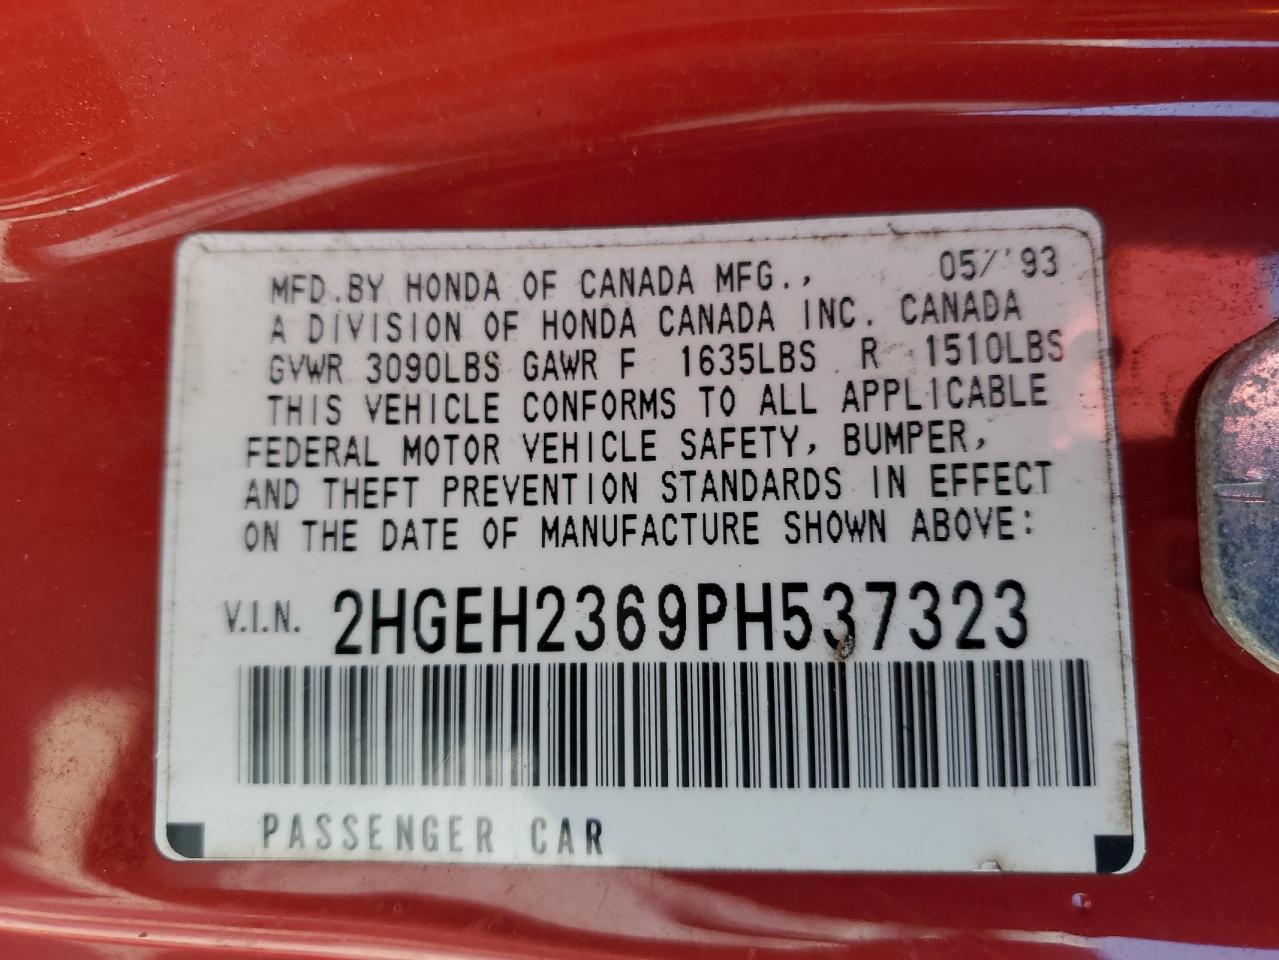 MFD.BY HONDA OF CANADA MFG., 05/'93
A DIVISION OF HONDA CANADA INC. CANADA
GVWR 3090LBS GAWR F 1635LBS R 1510LBS
THIS VEHICLE CONFORMS TO ALL APPLICABLE
FEDERAL MOTOR VEHICLE SAFETY, BUMPER,
AND THEFT PREVENTION STANDARDS IN EFFECT
ON THE DATE OF MANUFACTURE SHOWN ABOVE:
V.I.N. 2HGEH2369PH537323
PASSENGER CAR